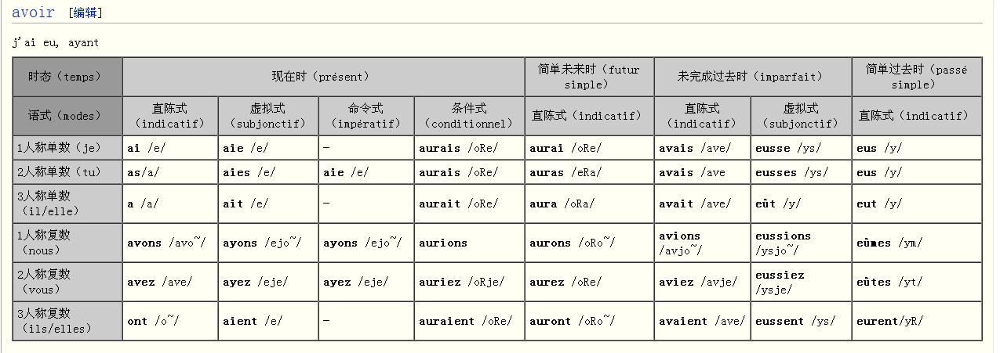 avoir [编辑]
j'ai eu, ayant
时态（temps） 现在时（présent） 简单未来时（futur simple） 未完成过去时（imparfait） 简单过去时（passé simple）
语式（modes） 直陈式（indicatif） 虚拟式（subjonctif） 命令式（impératif） 条件式（conditionnel） 直陈式（indicatif） 直陈式（indicatif） 虚拟式（subjonctif） 直陈式（indicatif）
1人称单数（je） ai /e/ aie /e/ – aurais /oRe/ aurai /oRe/ avais /ave/ eusse /ys/ eus /y/
2人称单数（tu） as/a/ aies /e/ aie /e/ aurais /oRe/ auras /eRa/ avais /ave eusses /ys/ eus /y/
3人称单数（il/elle） a /a/ ait /e/ – aurait /oRe/ aura /oRa/ avait /ave/ eût /y/ eut /y/
1人称复数（nous） avons /avo~/ ayons /ejo~/ ayons /ejo~/ aurions aurons /oRo~/ avions /avjo~/ eussions /ysjo~/ eûmes /ym/
2人称复数（vous） avez /ave/ ayez /eje/ ayez /eje/ auriez /oRje/ aurez /oRe/ aviez /avje/ eussiez /ysje/ eûtes /yt/
3人称复数（ils/elles） ont /o~/ aient /e/ – auraient /oRe/ auront /oRo~/ avaient /ave/ eussent /ys/ eurent/yR/